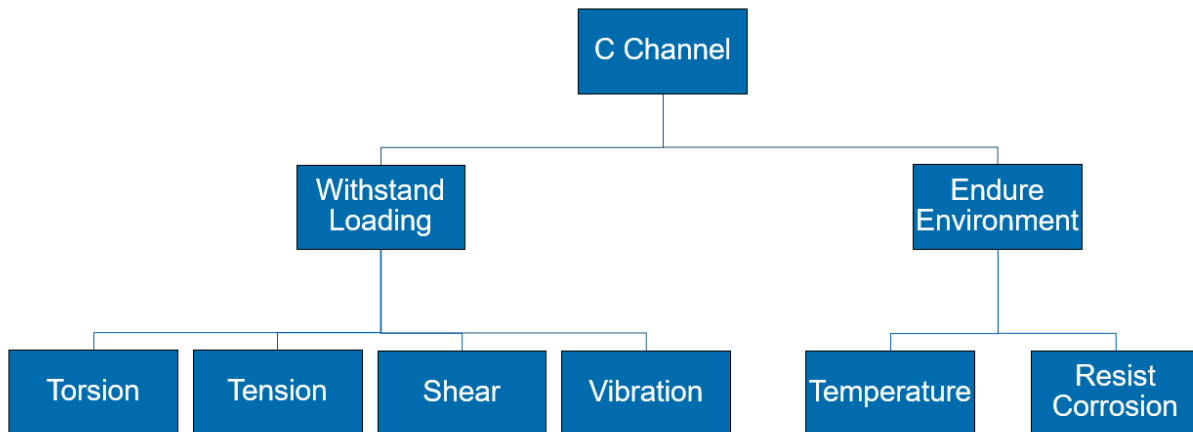 C Channel
Withstand
Loading
Endure
Environment
Torsion
Tension
Shear
Vibration
Temperature
Resist
Corrosion